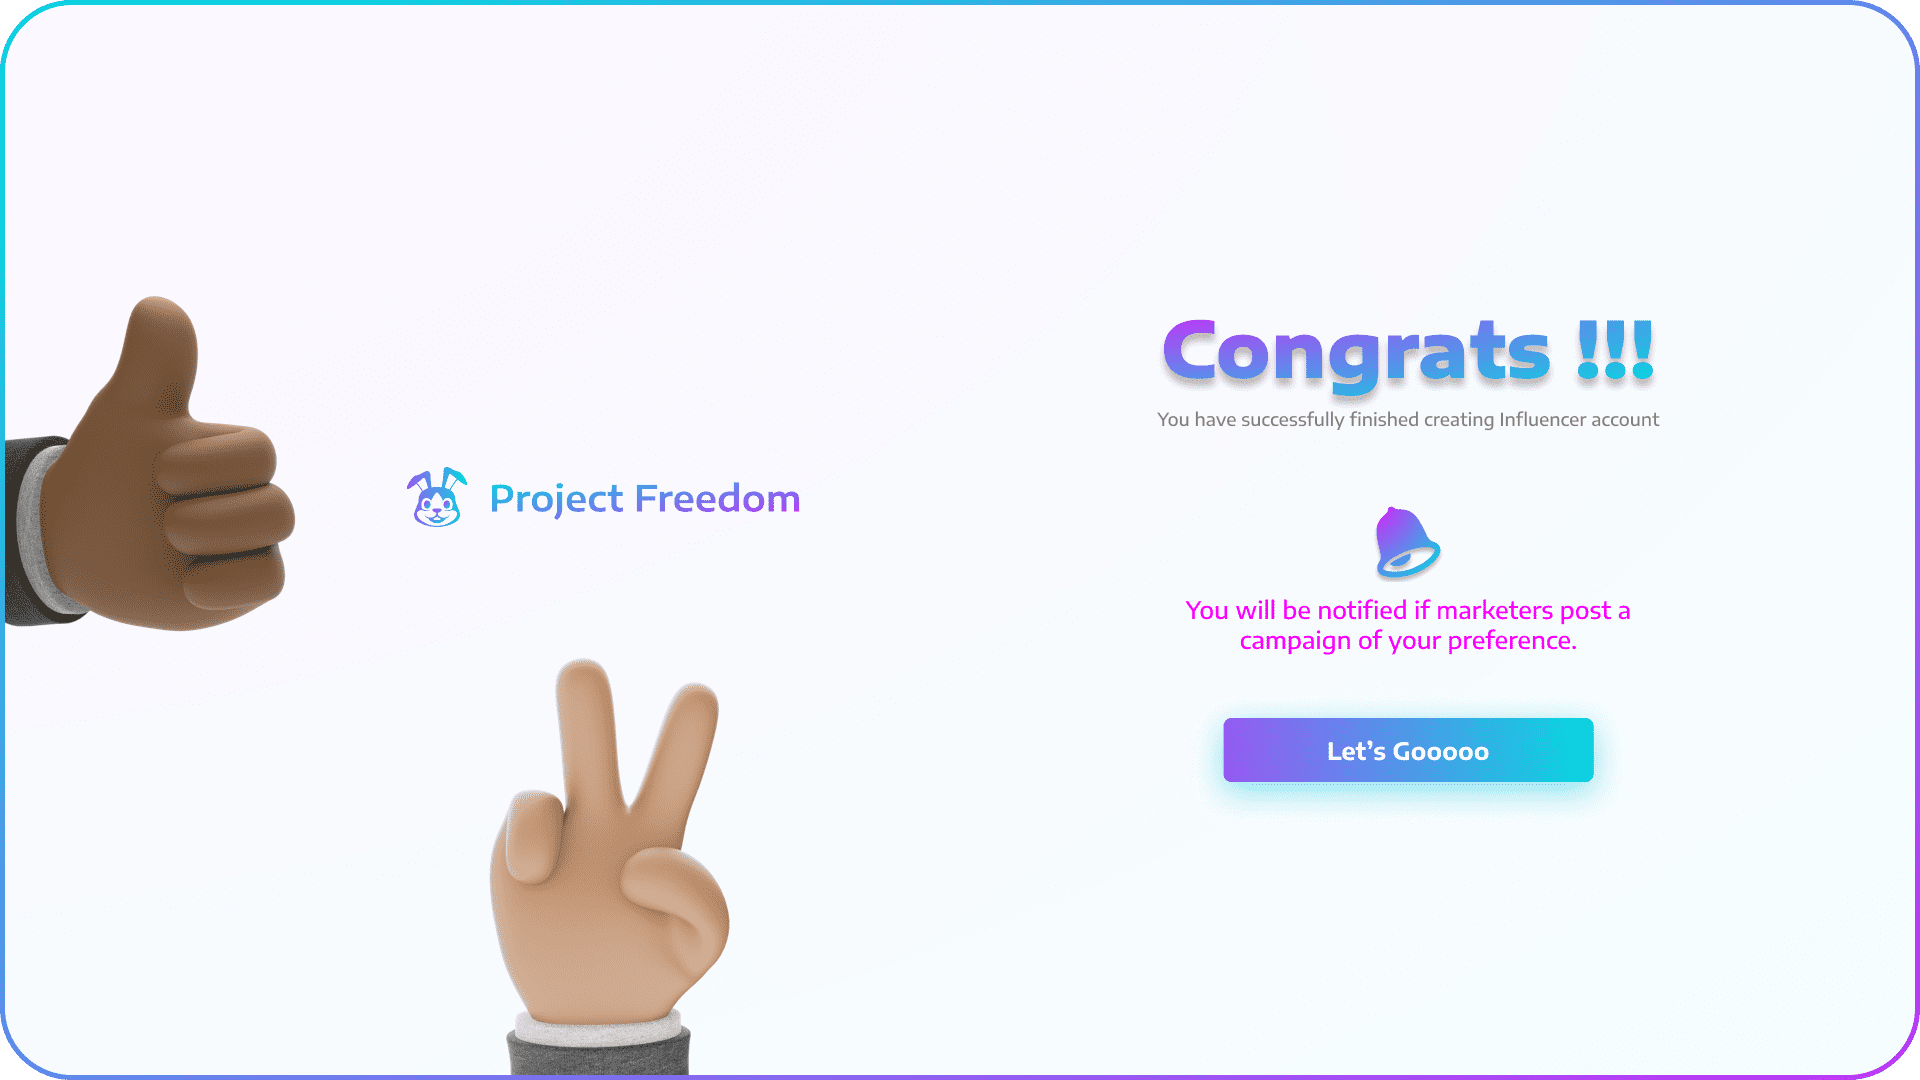 Project Freedom
Congrats !!!
You have successfully finished creating Influencer account
You will be notified if marketers post a
campaign of your preference.
Let’s Gooooo